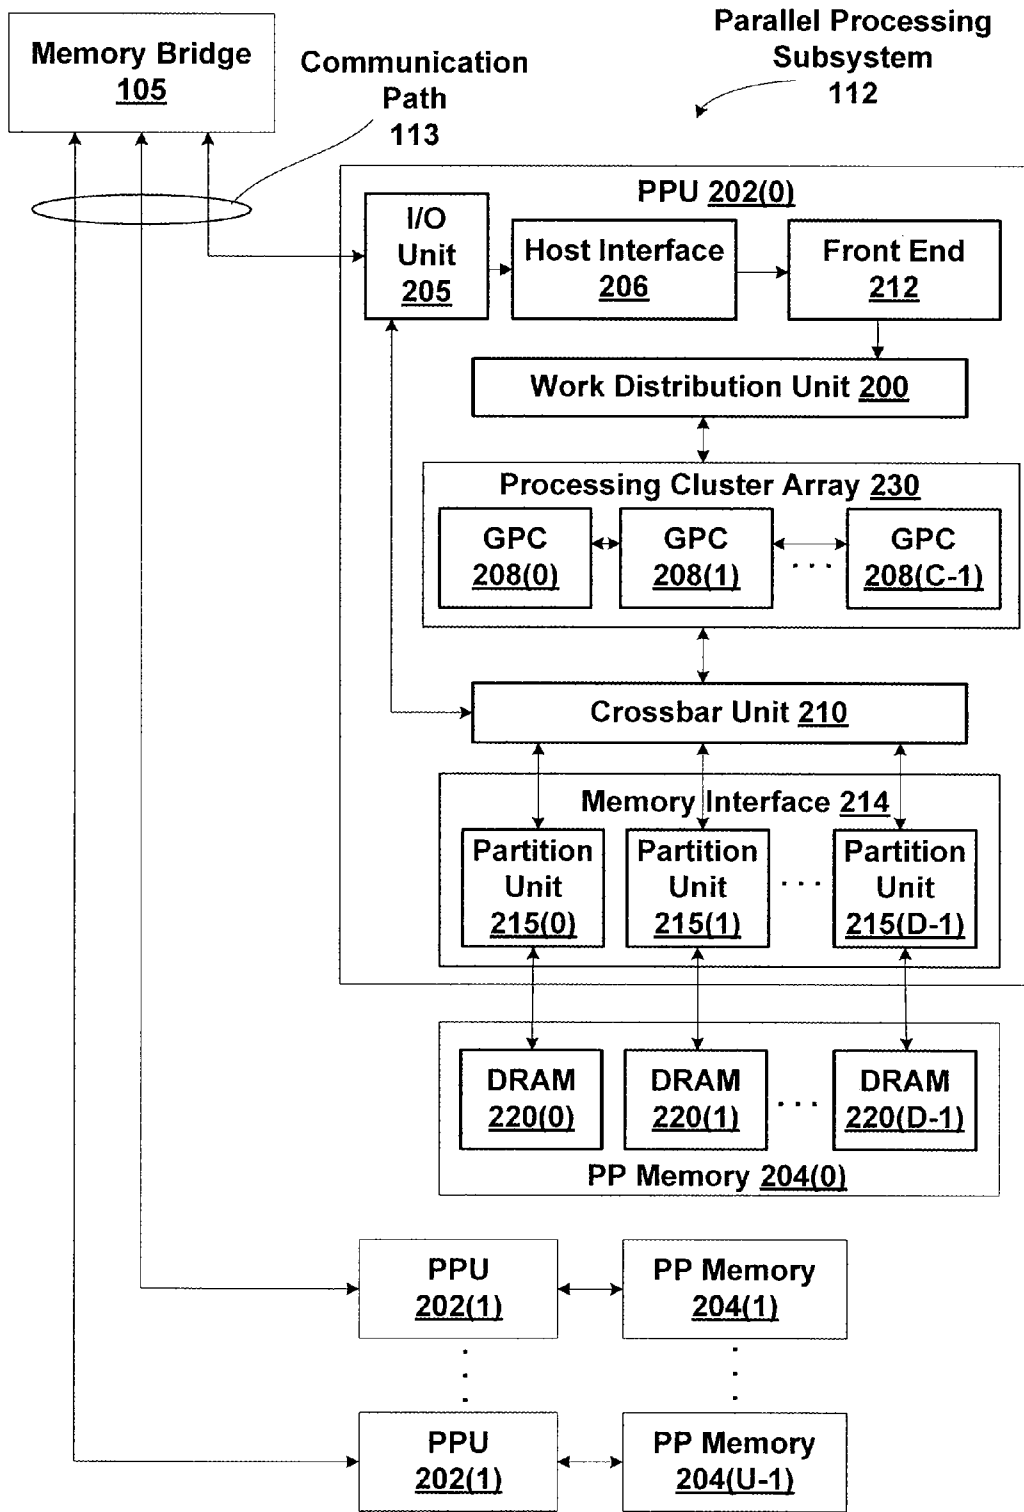 Memory Bridge
105
Communication
Path
113
Parallel Processing
Subsystem
112
PPU 202(0)
I/O
Unit
205
Host Interface
206
Front End
212
Work Distribution Unit 200
Processing Cluster Array 230
GPC
208(0)
GPC
208(1)
. . .
GPC
208(C-1)
Crossbar Unit 210
Memory Interface 214
Partition
Unit
215(0)
Partition
Unit
215(1)
. . .
Partition
Unit
215(D-1)
DRAM
220(0)
DRAM
220(1)
. . .
DRAM
220(D-1)
PP Memory 204(0)
PPU
202(1)
PP Memory
204(1)
PPU
202(1)
PP Memory
204(U-1)